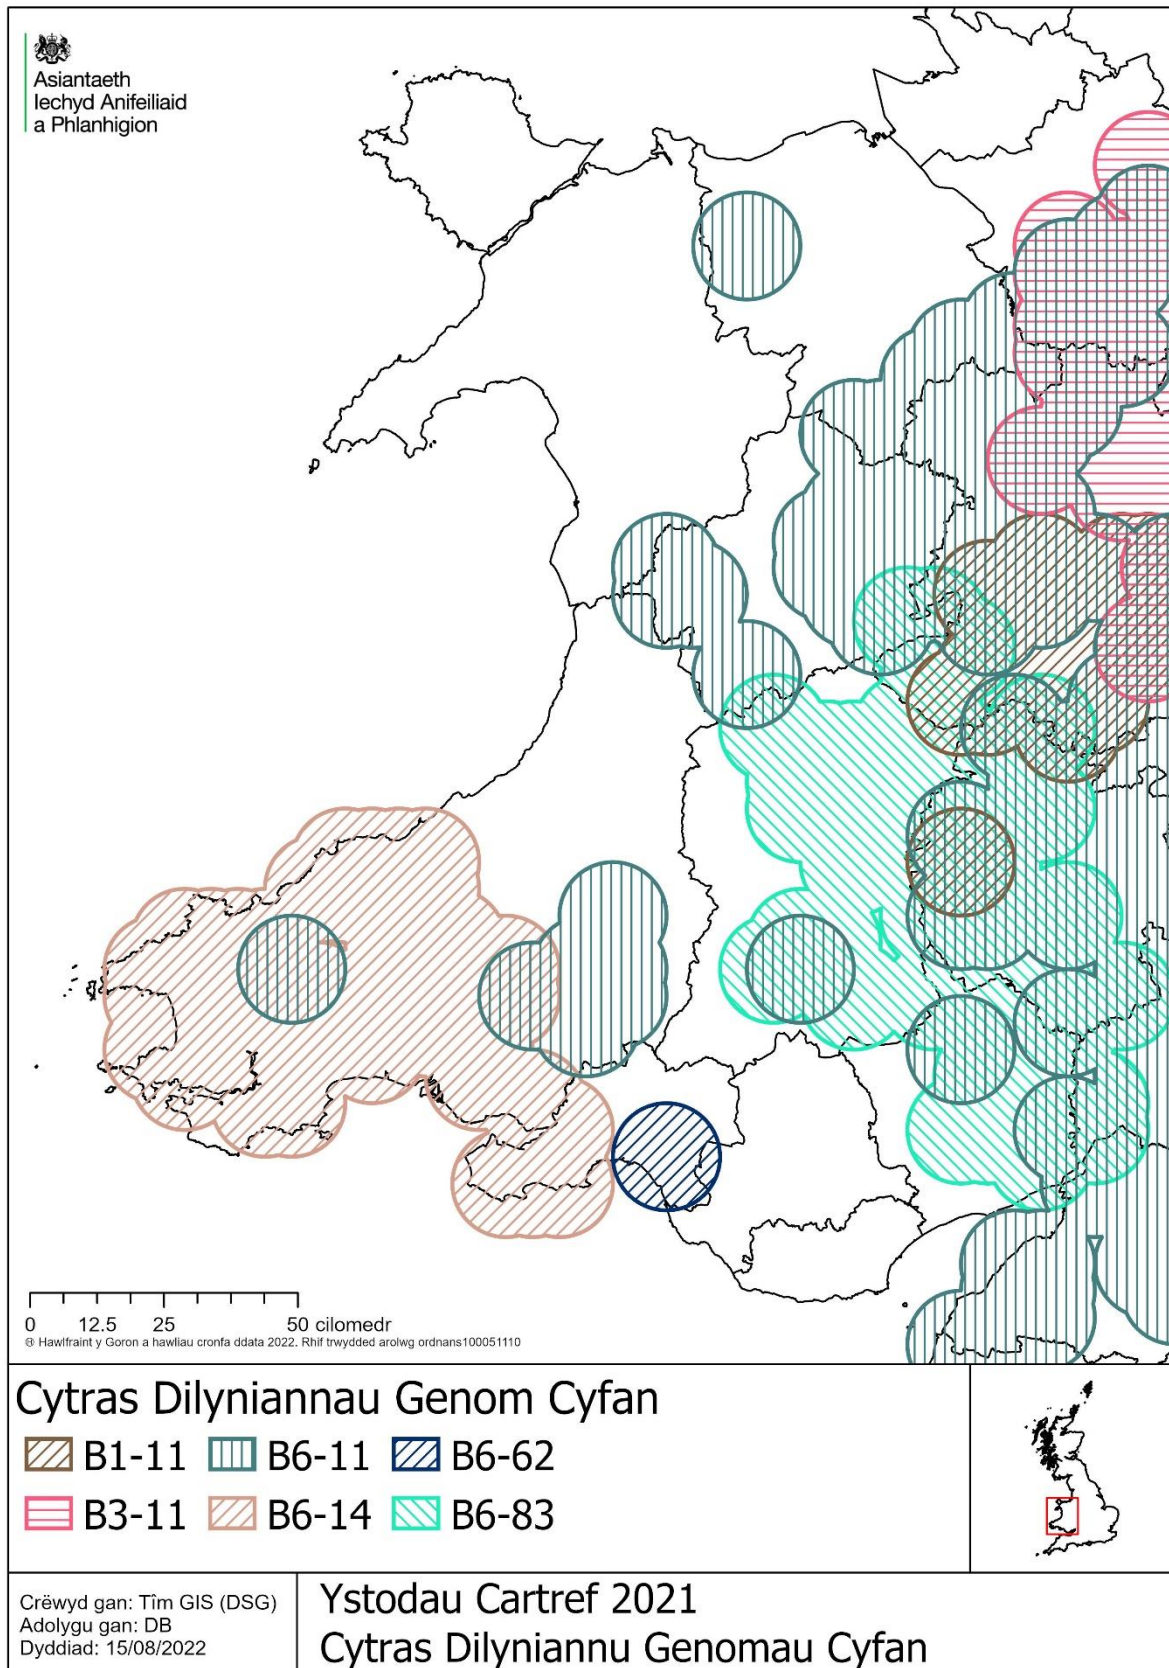 Asiantaeth
Iechyd Anifeiliaid
a Phlanhigion
0 12.5 25 50 cilomedr
© Hawlfraint y Goron a hawliau cronfa ddata 2022. Rhif trwydded arolwg ordnans100051110
Cytras Dilyniannau Genom Cyfan
B1-11 B6-11 B6-62
B3-11 B6-14 B6-83
Crëwyd gan: Tîm GIS (DSG)
Adolygu gan: DB
Dyddiad: 15/08/2022
Ystodau Cartref 2021
Cytras Dilyniannu Genomau Cyfan